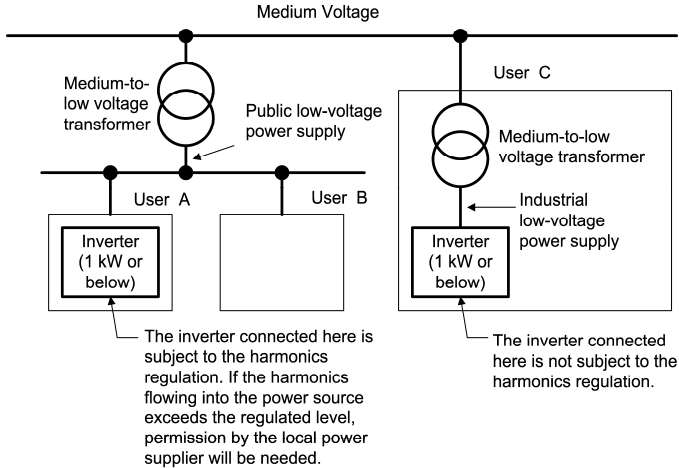 Medium Voltage
Medium-to-
low voltage
transformer
Public low-voltage
power supply
User C
Medium-to-low
voltage transformer
User A
User B
Industrial
low-voltage
power supply
Inverter
(1 kW or
below)
Inverter
(1 kW or
below)
The inverter connected here is
subject to the harmonics
regulation. If the harmonics
flowing into the power source
exceeds the regulated level,
permission by the local power
supplier will be needed.
The inverter connected
here is not subject to the
harmonics regulation.